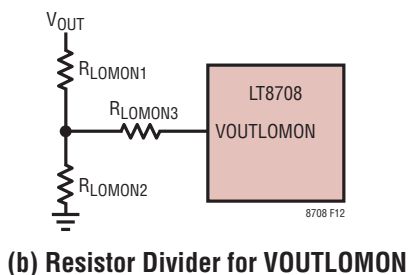 VOUT
RLOMON1
RLOMON3
LT8708
VOUTLOMON
RLOMON2
8708 F12
(b) Resistor Divider for VOUTLOMON